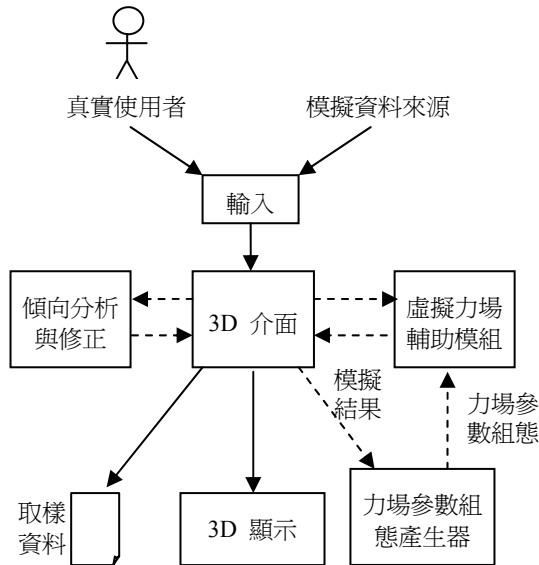 真實使用者
模擬資料來源
輸入
傾向分析
與修正
3D 介面
虛擬力場
輔助模組
模擬
結果
力場參
數組態
取樣
資料
3D 顯示
力場參數組
態產生器